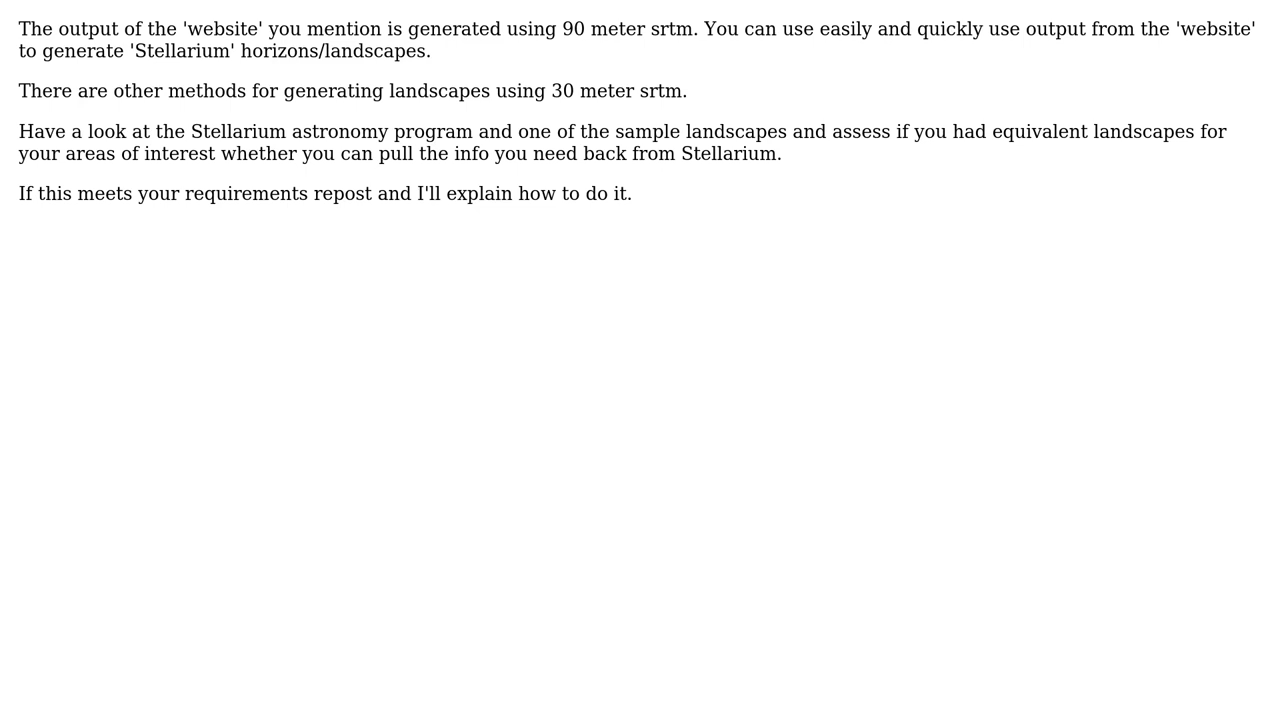 The output of the 'website' you mention is generated using 90 meter srtm. You can use easily and quickly use output from the 'website'
to generate 'Stellarium' horizons/landscapes.
There are other methods for generating landscapes using 30 meter srtm.
Have a look at the Stellarium astronomy program and one of the sample landscapes and assess if you had equivalent landscapes for
your areas of interest whether you can pull the info you need back from Stellarium.
If this meets your requirements repost and I'll explain how to do it.